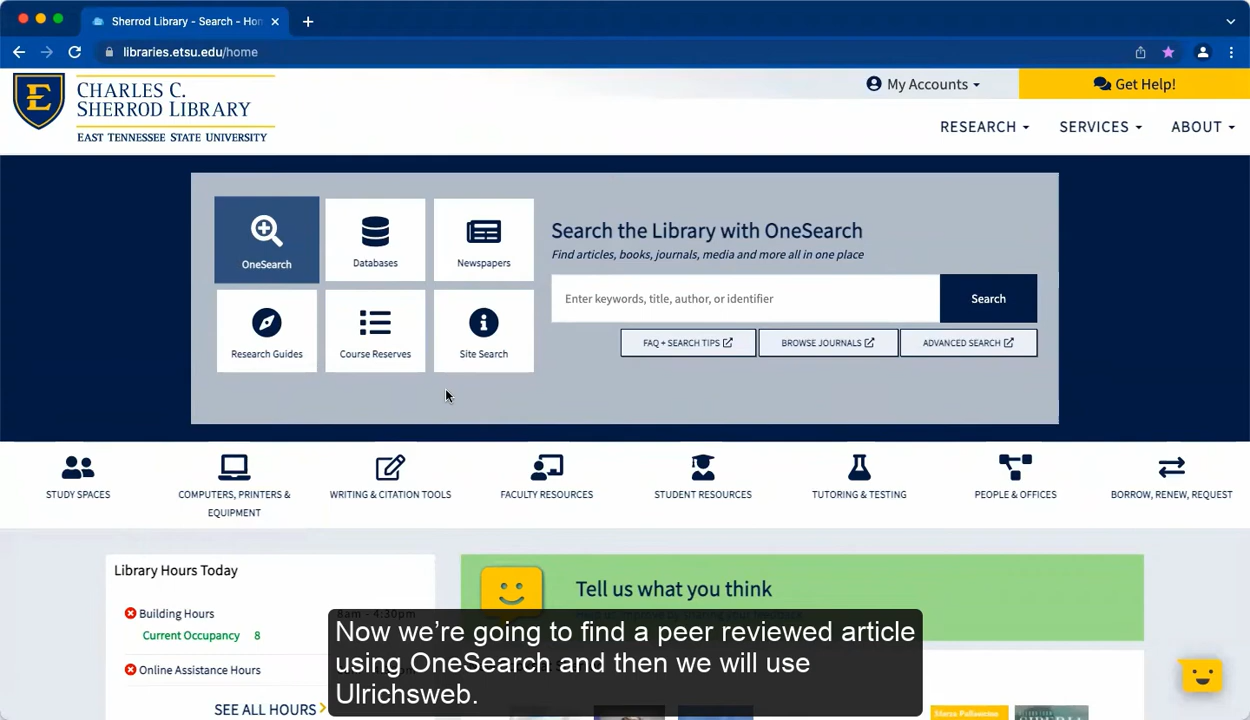 Sherrod Library - Search - Hom
libraries.etsu.edu/home
CHARLES C.
SHERROD LIBRARY
EAST TENNESSEE STATE UNIVERSITY
My Accounts
Get Help!
RESEARCH
SERVICES
ABOUT
OneSearch
Databases
Newspapers
Research Guides
Course Reserves
Site Search
Search the Library with OneSearch
Find articles, books, journals, media and more all in one place
Enter keywords, title, author, or identifier
Search
FAQ + SEARCH TIPS
BROWSE JOURNALS
ADVANCED SEARCH
STUDY SPACES
COMPUTERS, PRINTERS &
EQUIPMENT
WRITING & CITATION TOOLS
FACULTY RESOURCES
STUDENT RESOURCES
TUTORING & TESTING
PEOPLE & OFFICES
BORROW, RENEW, REQUEST
Library Hours Today
Building Hours
8am - 4:30pm
Current Occupancy 8
Online Assistance Hours
SEE ALL HOURS
Tell us what you think
Now we’re going to find a peer reviewed article
using OneSearch and then we will use
Ulrichsweb.